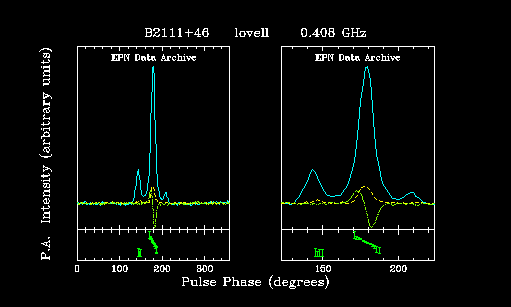 B2111+46 lovell 0.408 GHz
EPN Data Archive EPN Data Archive
P.A. Intensity (arbitrary units)
0 100 200 300 160 200
Pulse Phase (degrees)